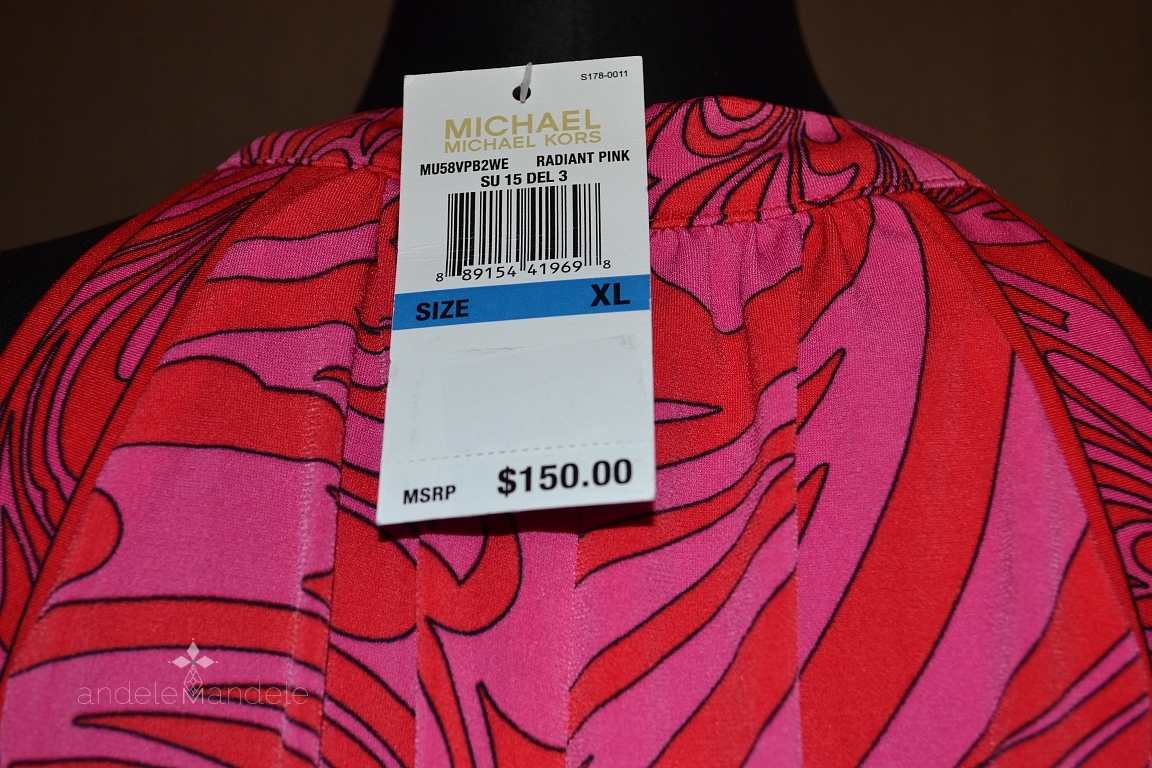 S178-0011
MICHAEL
MICHAEL KORS
MU58VPB2WE RADIANT PINK
SU 15 DEL 3
8 89154 41969 8
SIZE XL
MSRP $150.00
andeleMandele